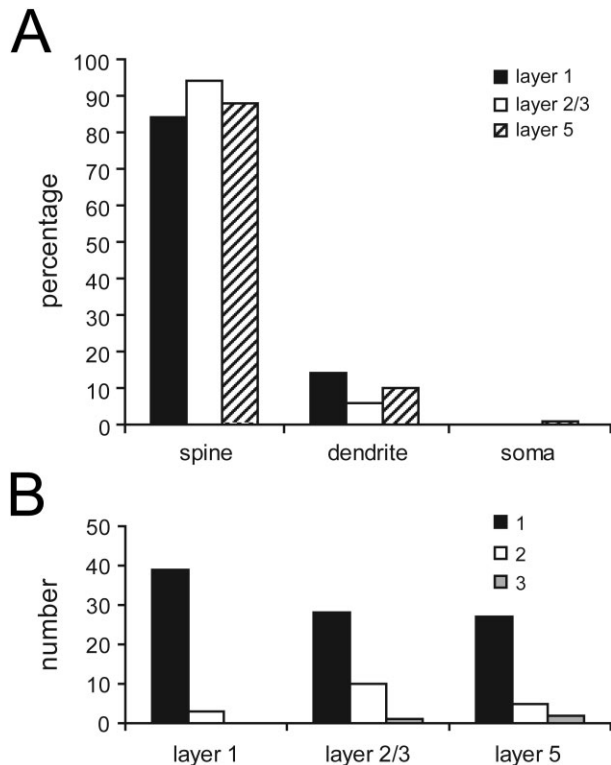 A
100
90
80
70
60
50
40
30
20
10
0
percentage
layer 1
layer 2/3
layer 5
spine dendrite soma
B
50
40
30
20
10
0
number
1
2
3
layer 1 layer 2/3 layer 5